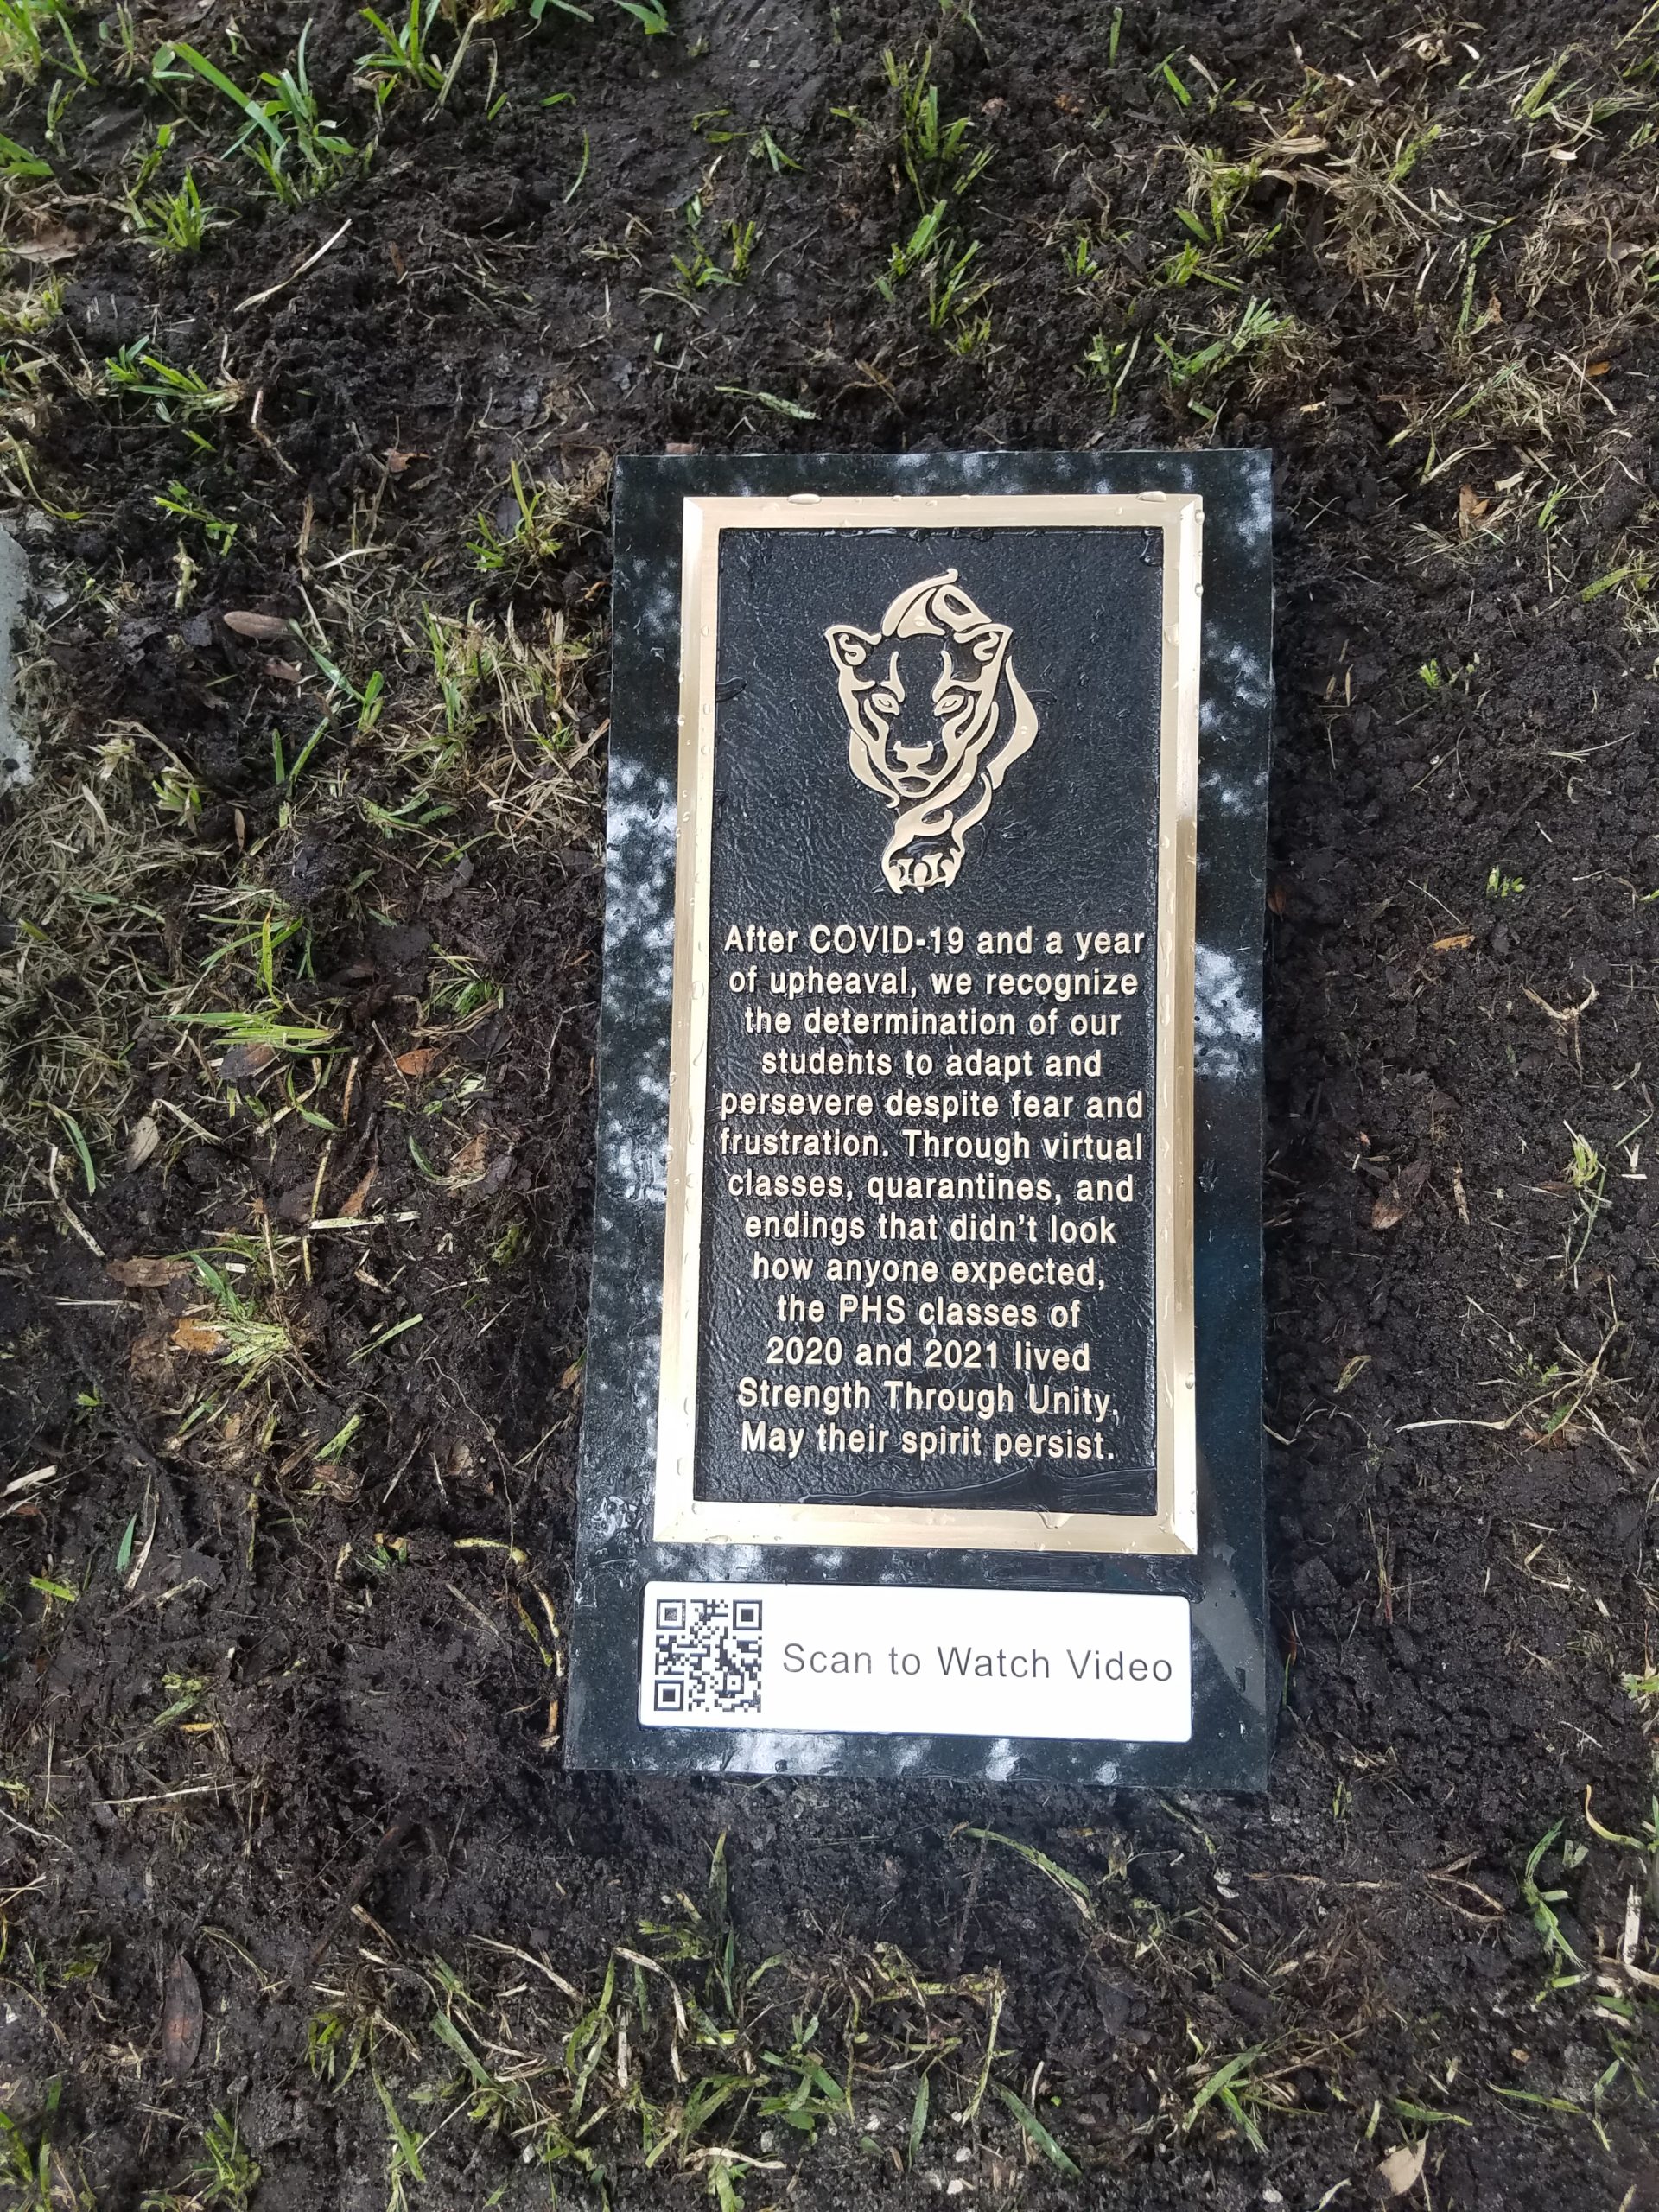 After COVID-19 and a year
of upheaval, we recognize
the determination of our
students to adapt and
persevere despite fear and
frustration. Through virtual
classes, quarantines, and
endings that didn't look
how anyone expected,
the PHS classes of
2020 and 2021 lived
Strength Through Unity.
May their spirit persist.
Scan to Watch Video